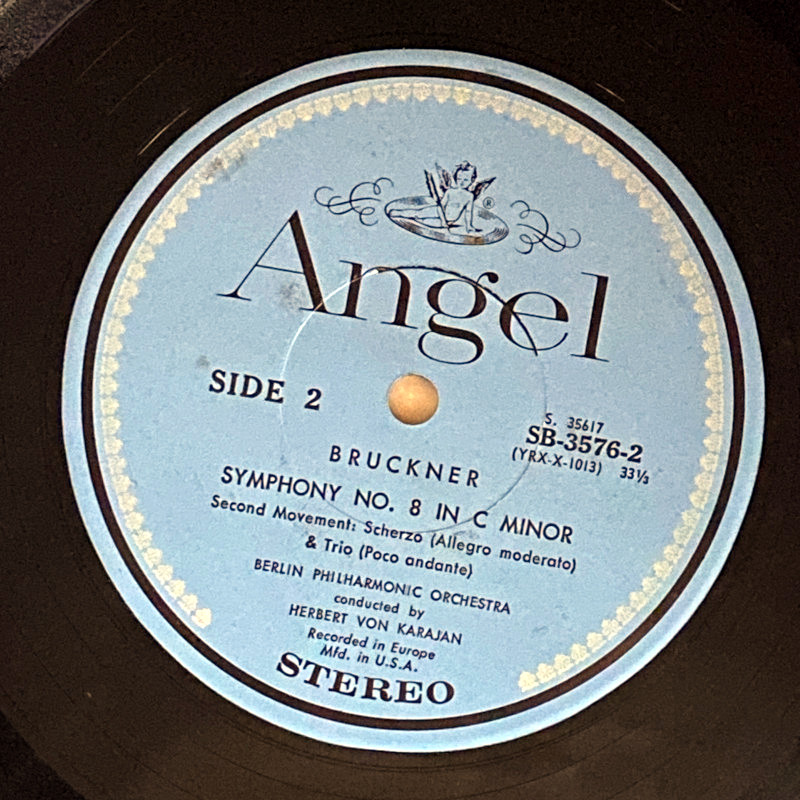 ®
Angel
SIDE 2
S. 35617
SB-3576-2
(YRX-X-1013) 33⅓
BRUCKNER
SYMPHONY NO. 8 IN C MINOR
Second Movement: Scherzo (Allegro moderato)
& Trio (Poco andante)
BERLIN PHILHARMONIC ORCHESTRA
conducted by
HERBERT VON KARAJAN
Recorded in Europe
Mfd. in U.S.A.
STEREO